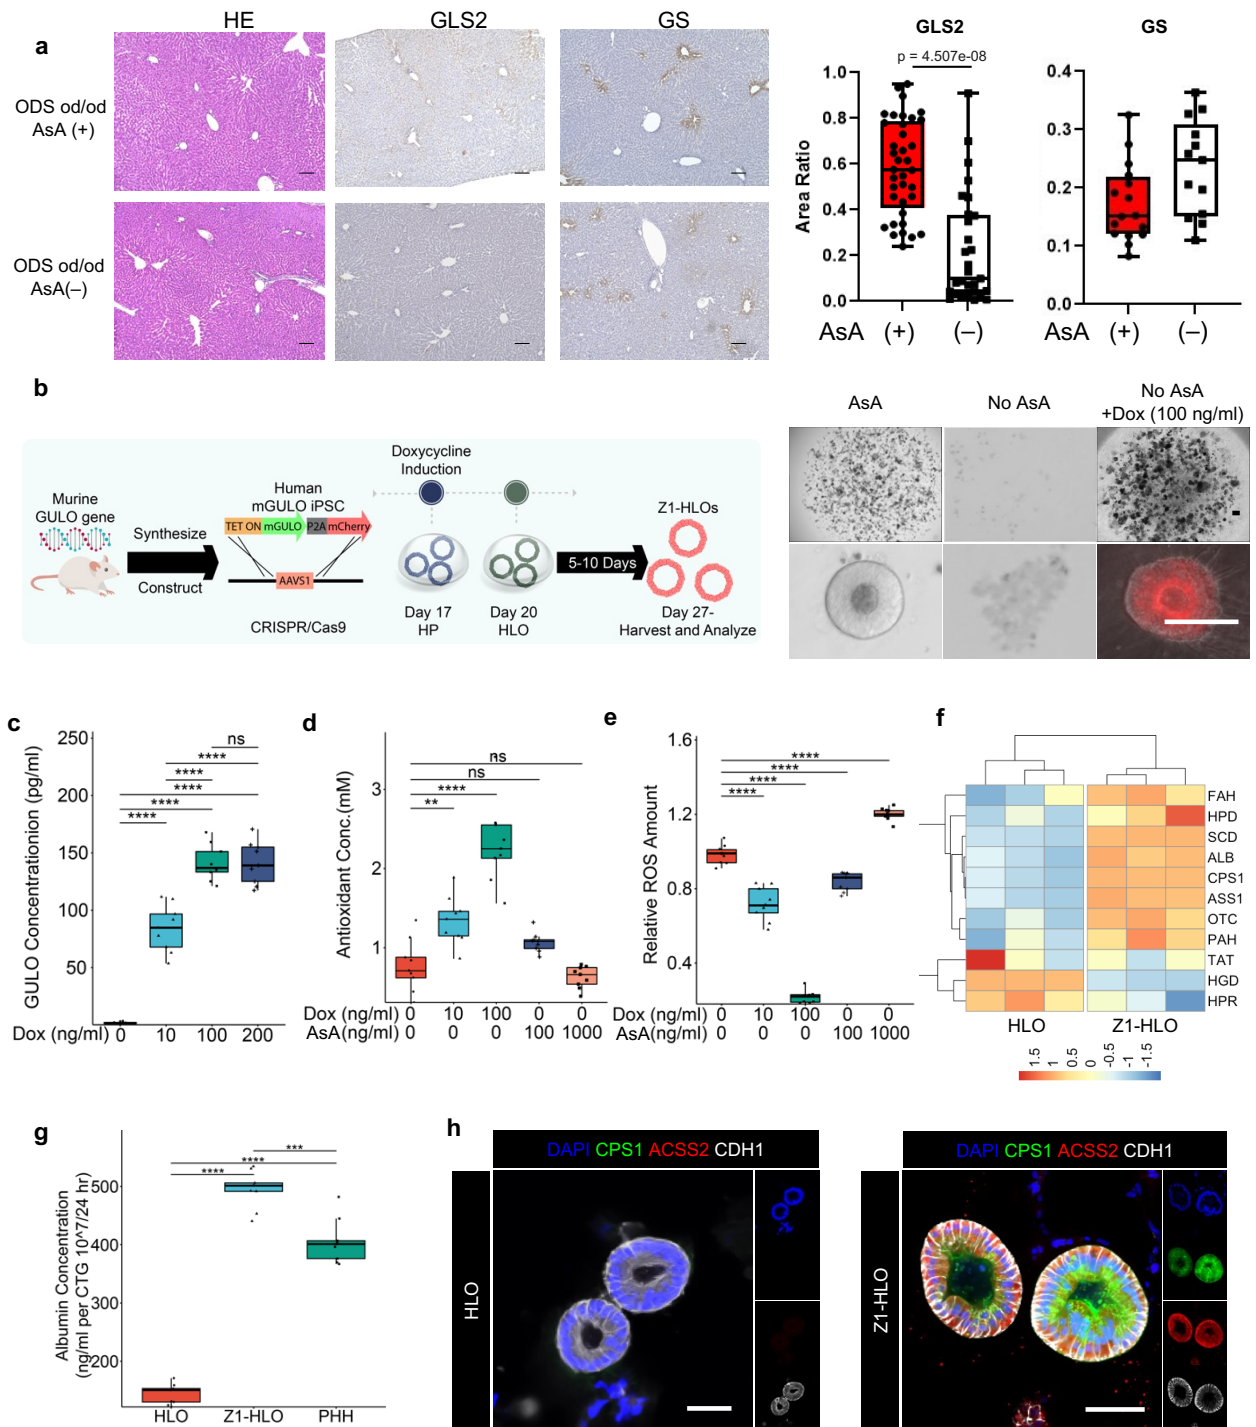 a
HE
GLS2
GS
ODS od/od
AsA (+)
ODS od/od
AsA(–)
GLS2
p = 4.507e-08
Area Ratio
1.0
0.8
0.6
0.4
0.2
0.0
AsA (+) (–)
GS
0.4
0.3
0.2
0.1
0.0
AsA (+) (–)
b
Murine
GULO gene
Synthesize
Construct
Human
mGULO iPSC
TET ON mGULO P2A mCherry
AAVS1
CRISPR/Cas9
Doxycycline
Induction
Day 17
HP
Day 20
HLO
5-10 Days
Z1-HLOs
Day 27-
Harvest and Analyze
AsA
No AsA
No AsA
+Dox (100 ng/ml)
c
GULO Concentrationion (pg/ml)
250
200
150
100
50
ns
****
****
****
****
****
Dox (ng/ml) 0 10 100 200
d
Antioxidant Conc.(mM)
3
2
1
ns
ns
****
**
Dox (ng/ml) 0 10 100 0 0
AsA(ng/ml) 0 0 0 100 1000
e
Relative ROS Amount
1.6
1.2
0.8
0.4
****
****
****
****
Dox (ng/ml) 0 10 100 0 0
AsA(ng/ml) 0 0 0 100 1000
f
FAH
HPD
SCD
ALB
CPS1
ASS1
OTC
PAH
TAT
HGD
HPR
HLO Z1-HLO
1.5 1 0.5 0 -0.5 -1 -1.5
g
Albumin Concentration
(ng/ml per CTG 10^7/24 hr)
500
400
300
200
***
****
****
HLO Z1-HLO PHH
h
DAPI CPS1 ACSS2 CDH1
HLO
DAPI CPS1 ACSS2 CDH1
Z1-HLO